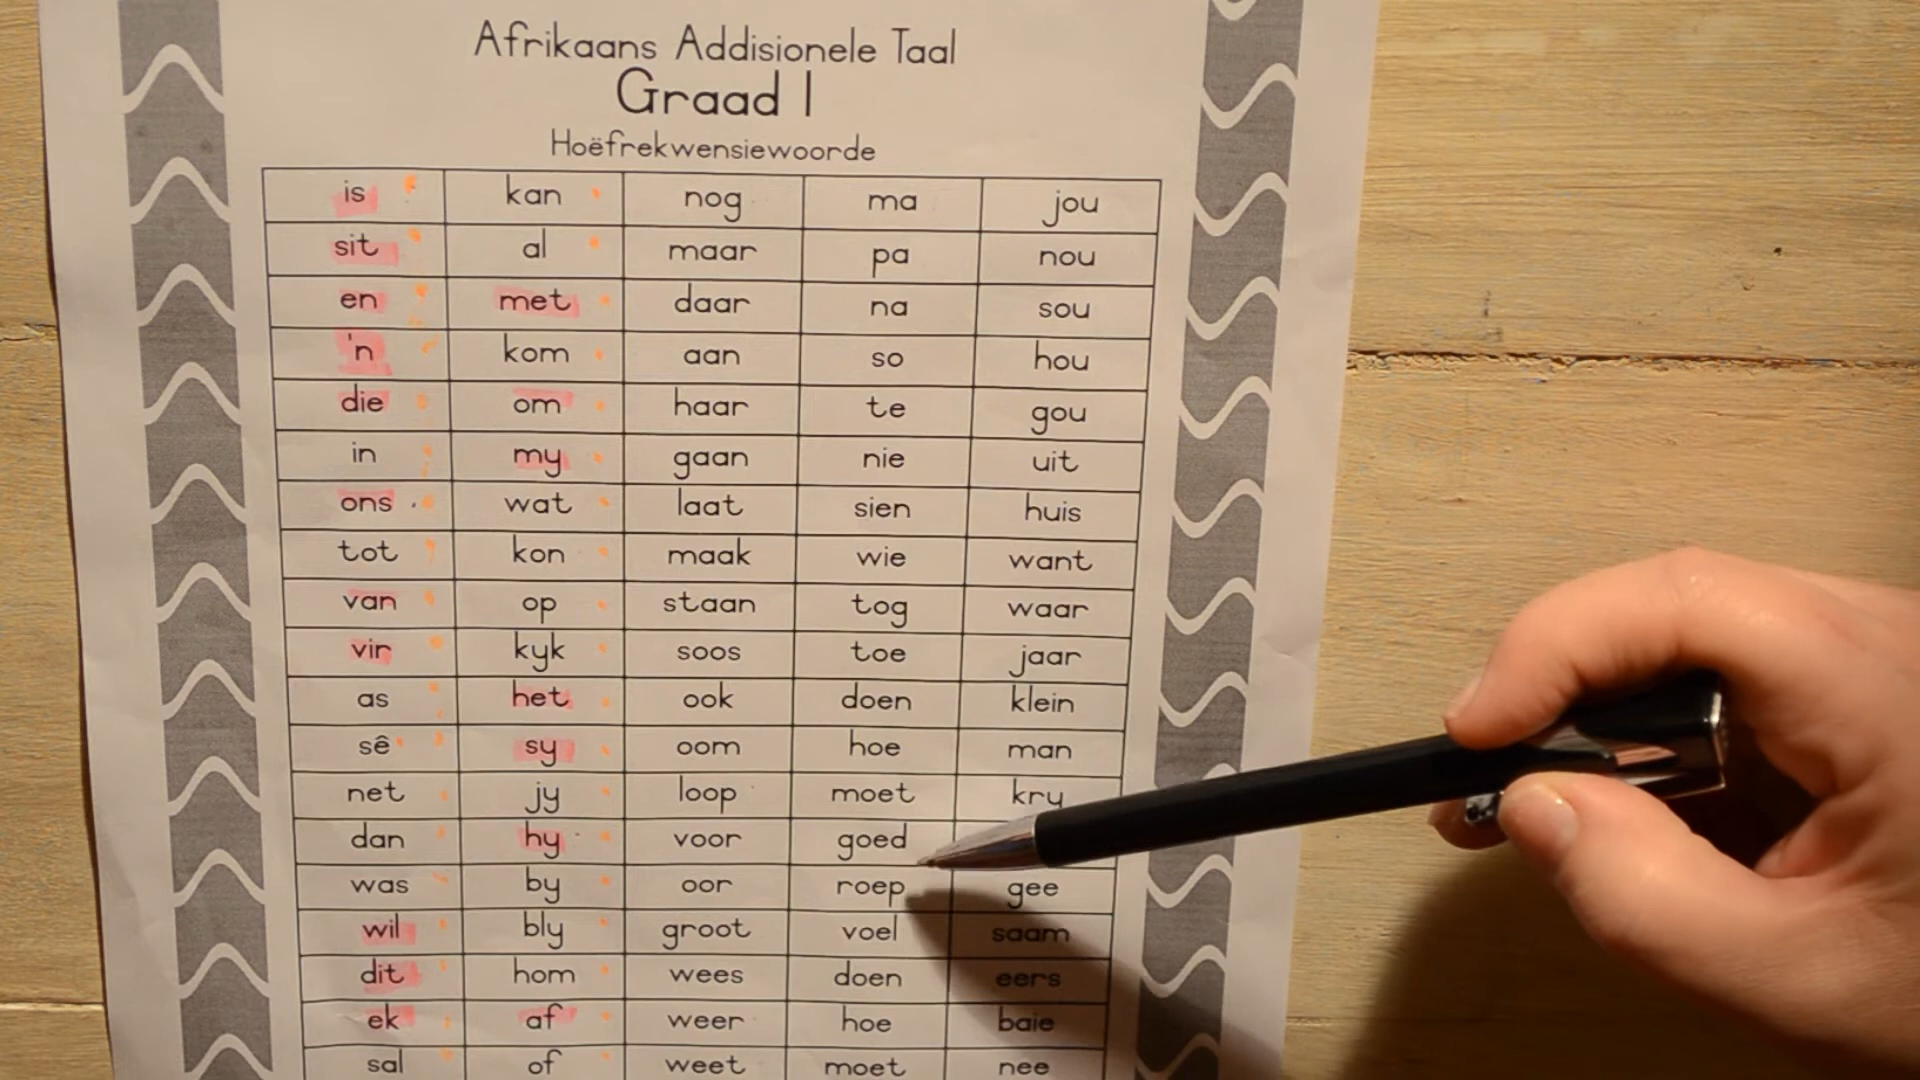 Afrikaans Addisionele Taal
Graad 1
Hoëfrekwensiewoorde
is kan nog ma jou
sit al maar pa nou
en met daar na sou
'n kom aan so hou
die om haar te gou
in my gaan nie uit
ons wat laat sien huis
tot kon maak wie want
van op staan tog waar
vir kyk soos toe jaar
as het ook doen klein
sê sy oom hoe man
net jy loop moet kry
dan hy voor goed
was by oor roep gee
wil bly groot voel saam
dit hom wees doen eers
ek af weer hoe baie
sal of weet moet nee